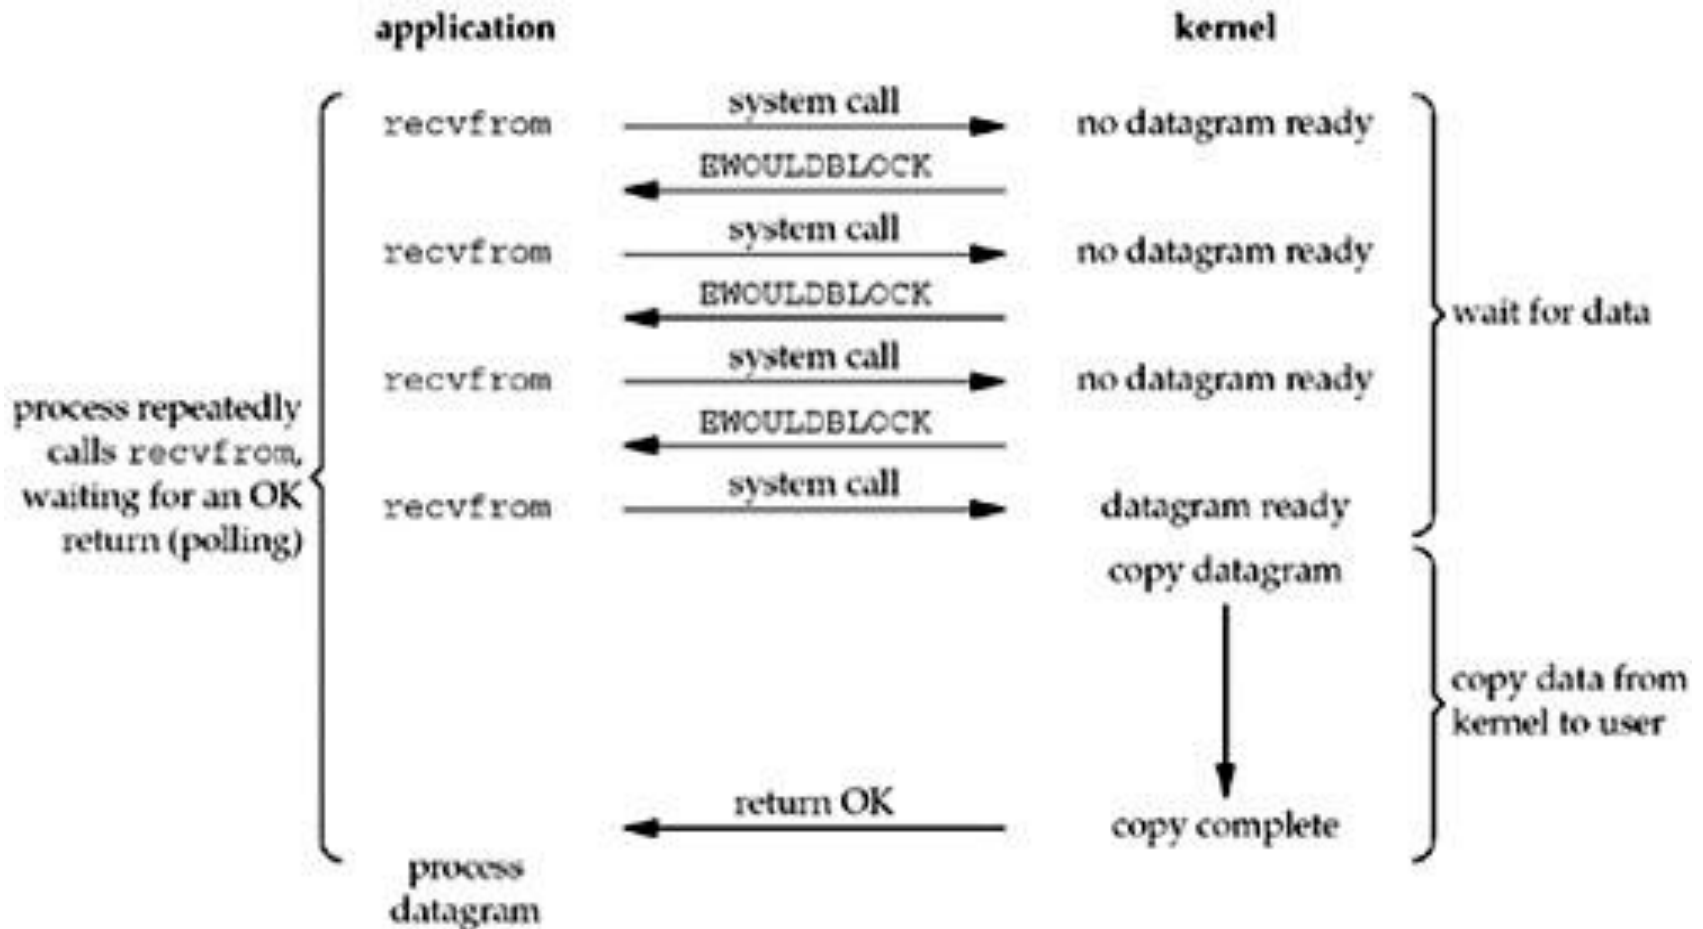 application
kernel
recvfrom
system call
no datagram ready
EWOULDBLOCK
recvfrom
system call
no datagram ready
EWOULDBLOCK
recvfrom
system call
no datagram ready
EWOULDBLOCK
recvfrom
system call
datagram ready
wait for data
process repeatedly
calls recvfrom,
waiting for an OK
return (polling)
copy datagram
copy data from
kernel to user
return OK
copy complete
process
datagram